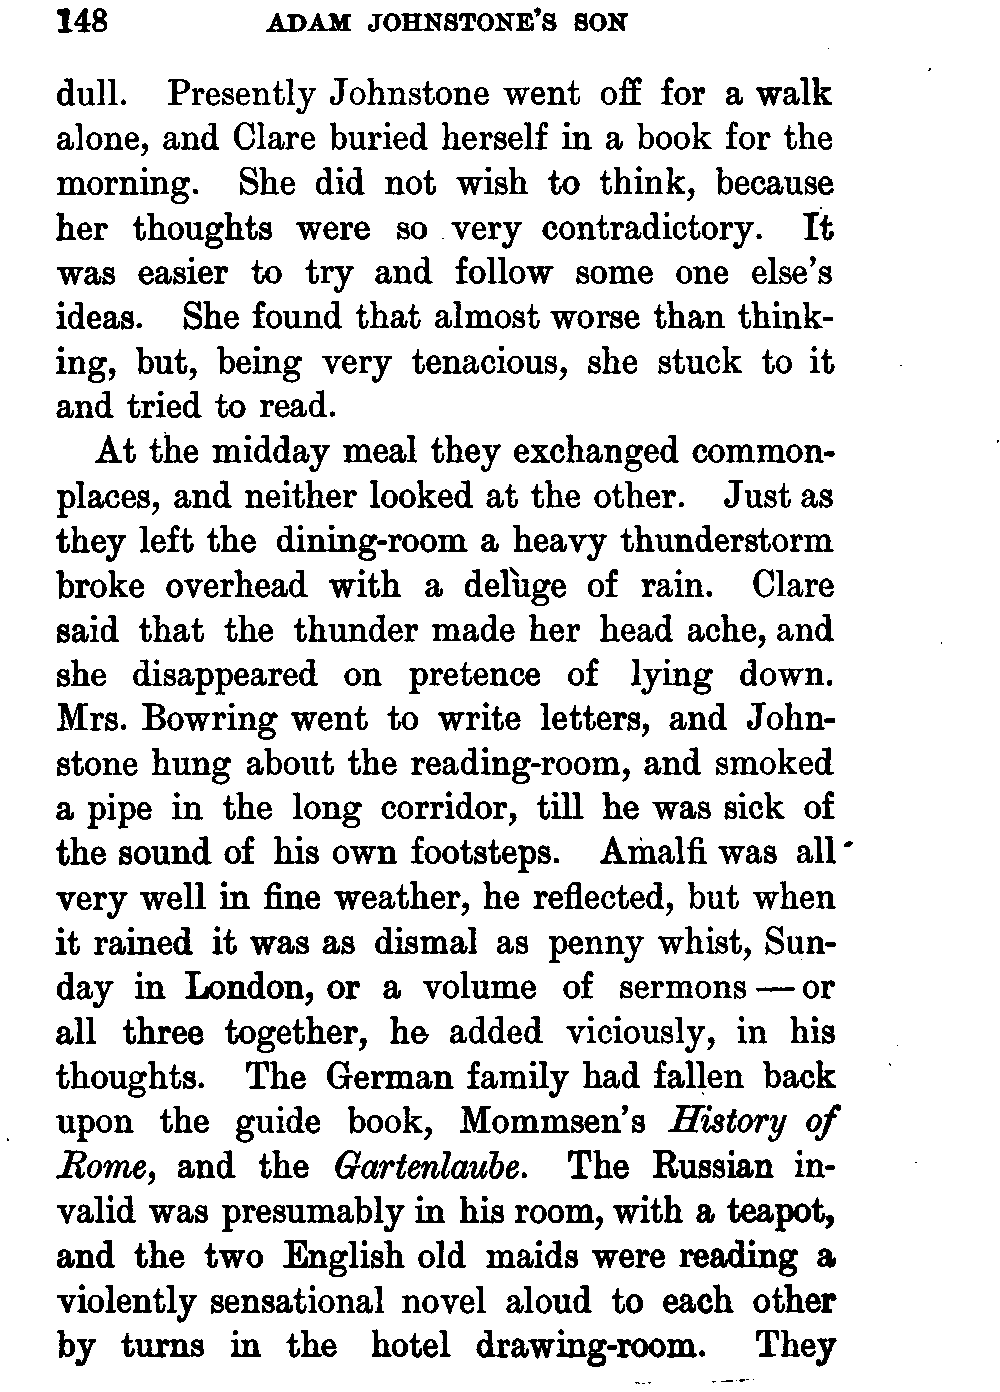 148 ADAM JOHNSTONE'S SON
dull. Presently Johnstone went off for a walk
alone, and Clare buried herself in a book for the
morning. She did not wish to think, because
her thoughts were so very contradictory. It
was easier to try and follow some one else's
ideas. She found that almost worse than think-
ing, but, being very tenacious, she stuck to it
and tried to read.
At the midday meal they exchanged common-
places, and neither looked at the other. Just as
they left the dining-room a heavy thunderstorm
broke overhead with a deluge of rain. Clare
said that the thunder made her head ache, and
she disappeared on pretence of lying down.
Mrs. Bowring went to write letters, and John-
stone hung about the reading-room, and smoked
a pipe in the long corridor, till he was sick of
the sound of his own footsteps. Amalfi was all
very well in fine weather, he reflected, but when
it rained it was as dismal as penny whist, Sun-
day in London, or a volume of sermons — or
all three together, he added viciously, in his
thoughts. The German family had fallen back
upon the guide book, Mommsen's History of
Rome, and the Gartenlaube. The Russian in-
valid was presumably in his room, with a teapot,
and the two English old maids were reading a
violently sensational novel aloud to each other
by turns in the hotel drawing-room. They